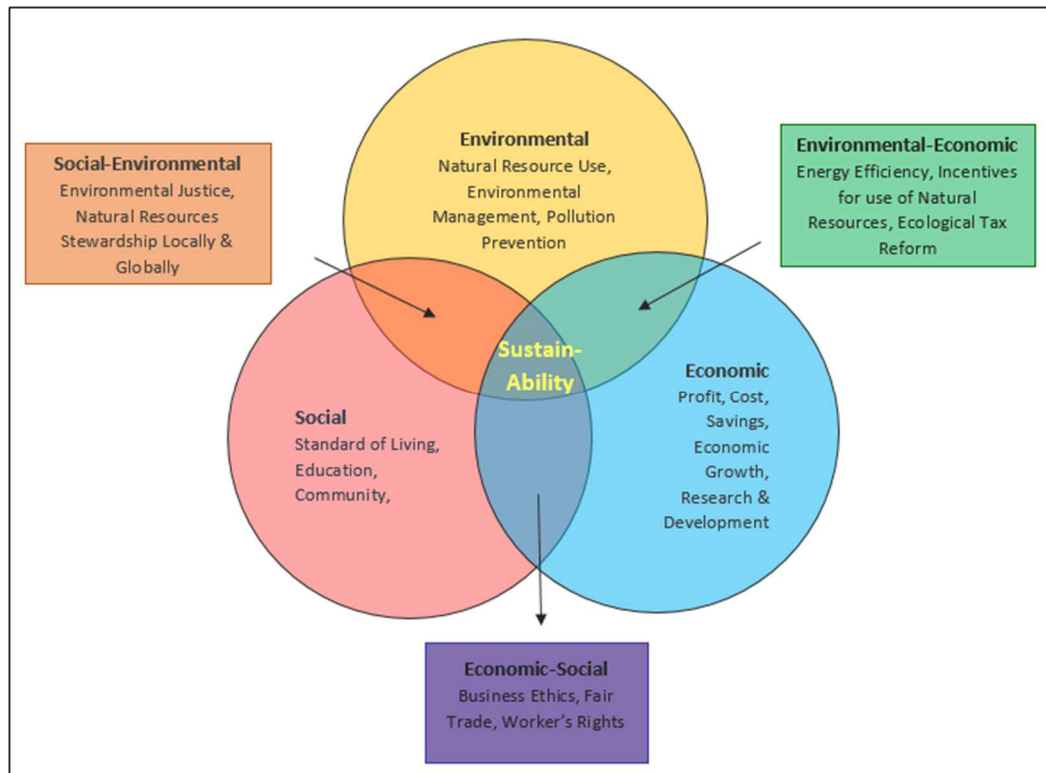 Environmental
Natural Resource Use,
Environmental
Management, Pollution
Prevention
Social-Environmental
Environmental Justice,
Natural Resources
Stewardship Locally &
Globally
Environmental-Economic
Energy Efficiency, Incentives
for use of Natural
Resources, Ecological Tax
Reform
Sustain-
Ability
Social
Standard of Living,
Education,
Community,
Economic
Profit, Cost,
Savings,
Economic
Growth,
Research &
Development
Economic-Social
Business Ethics, Fair
Trade, Worker’s Rights